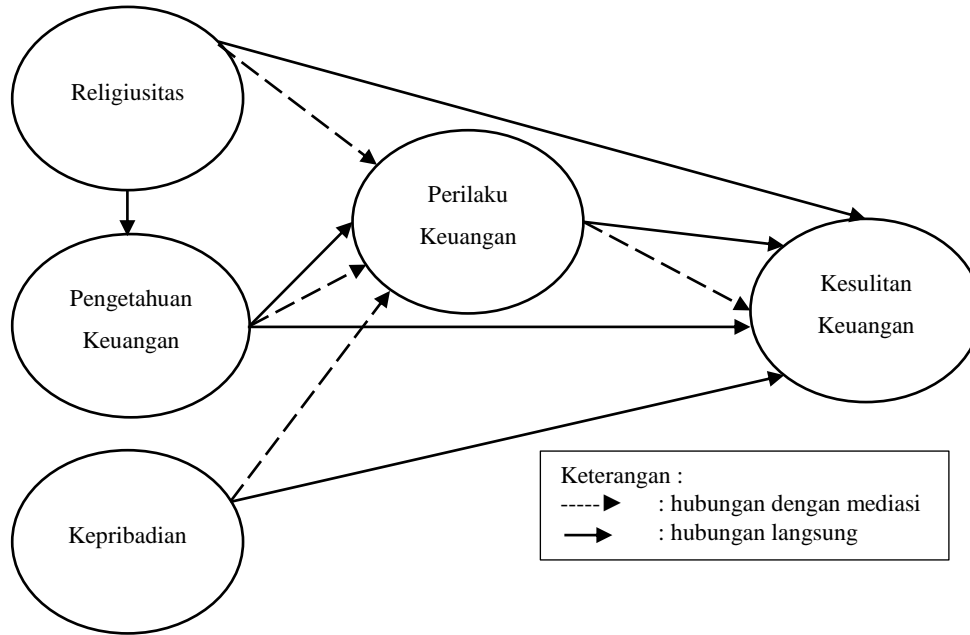 Religiusitas
Perilaku
Keuangan
Pengetahuan
Keuangan
Kesulitan
Keuangan
Kepribadian
Keterangan :
: hubungan dengan mediasi
: hubungan langsung